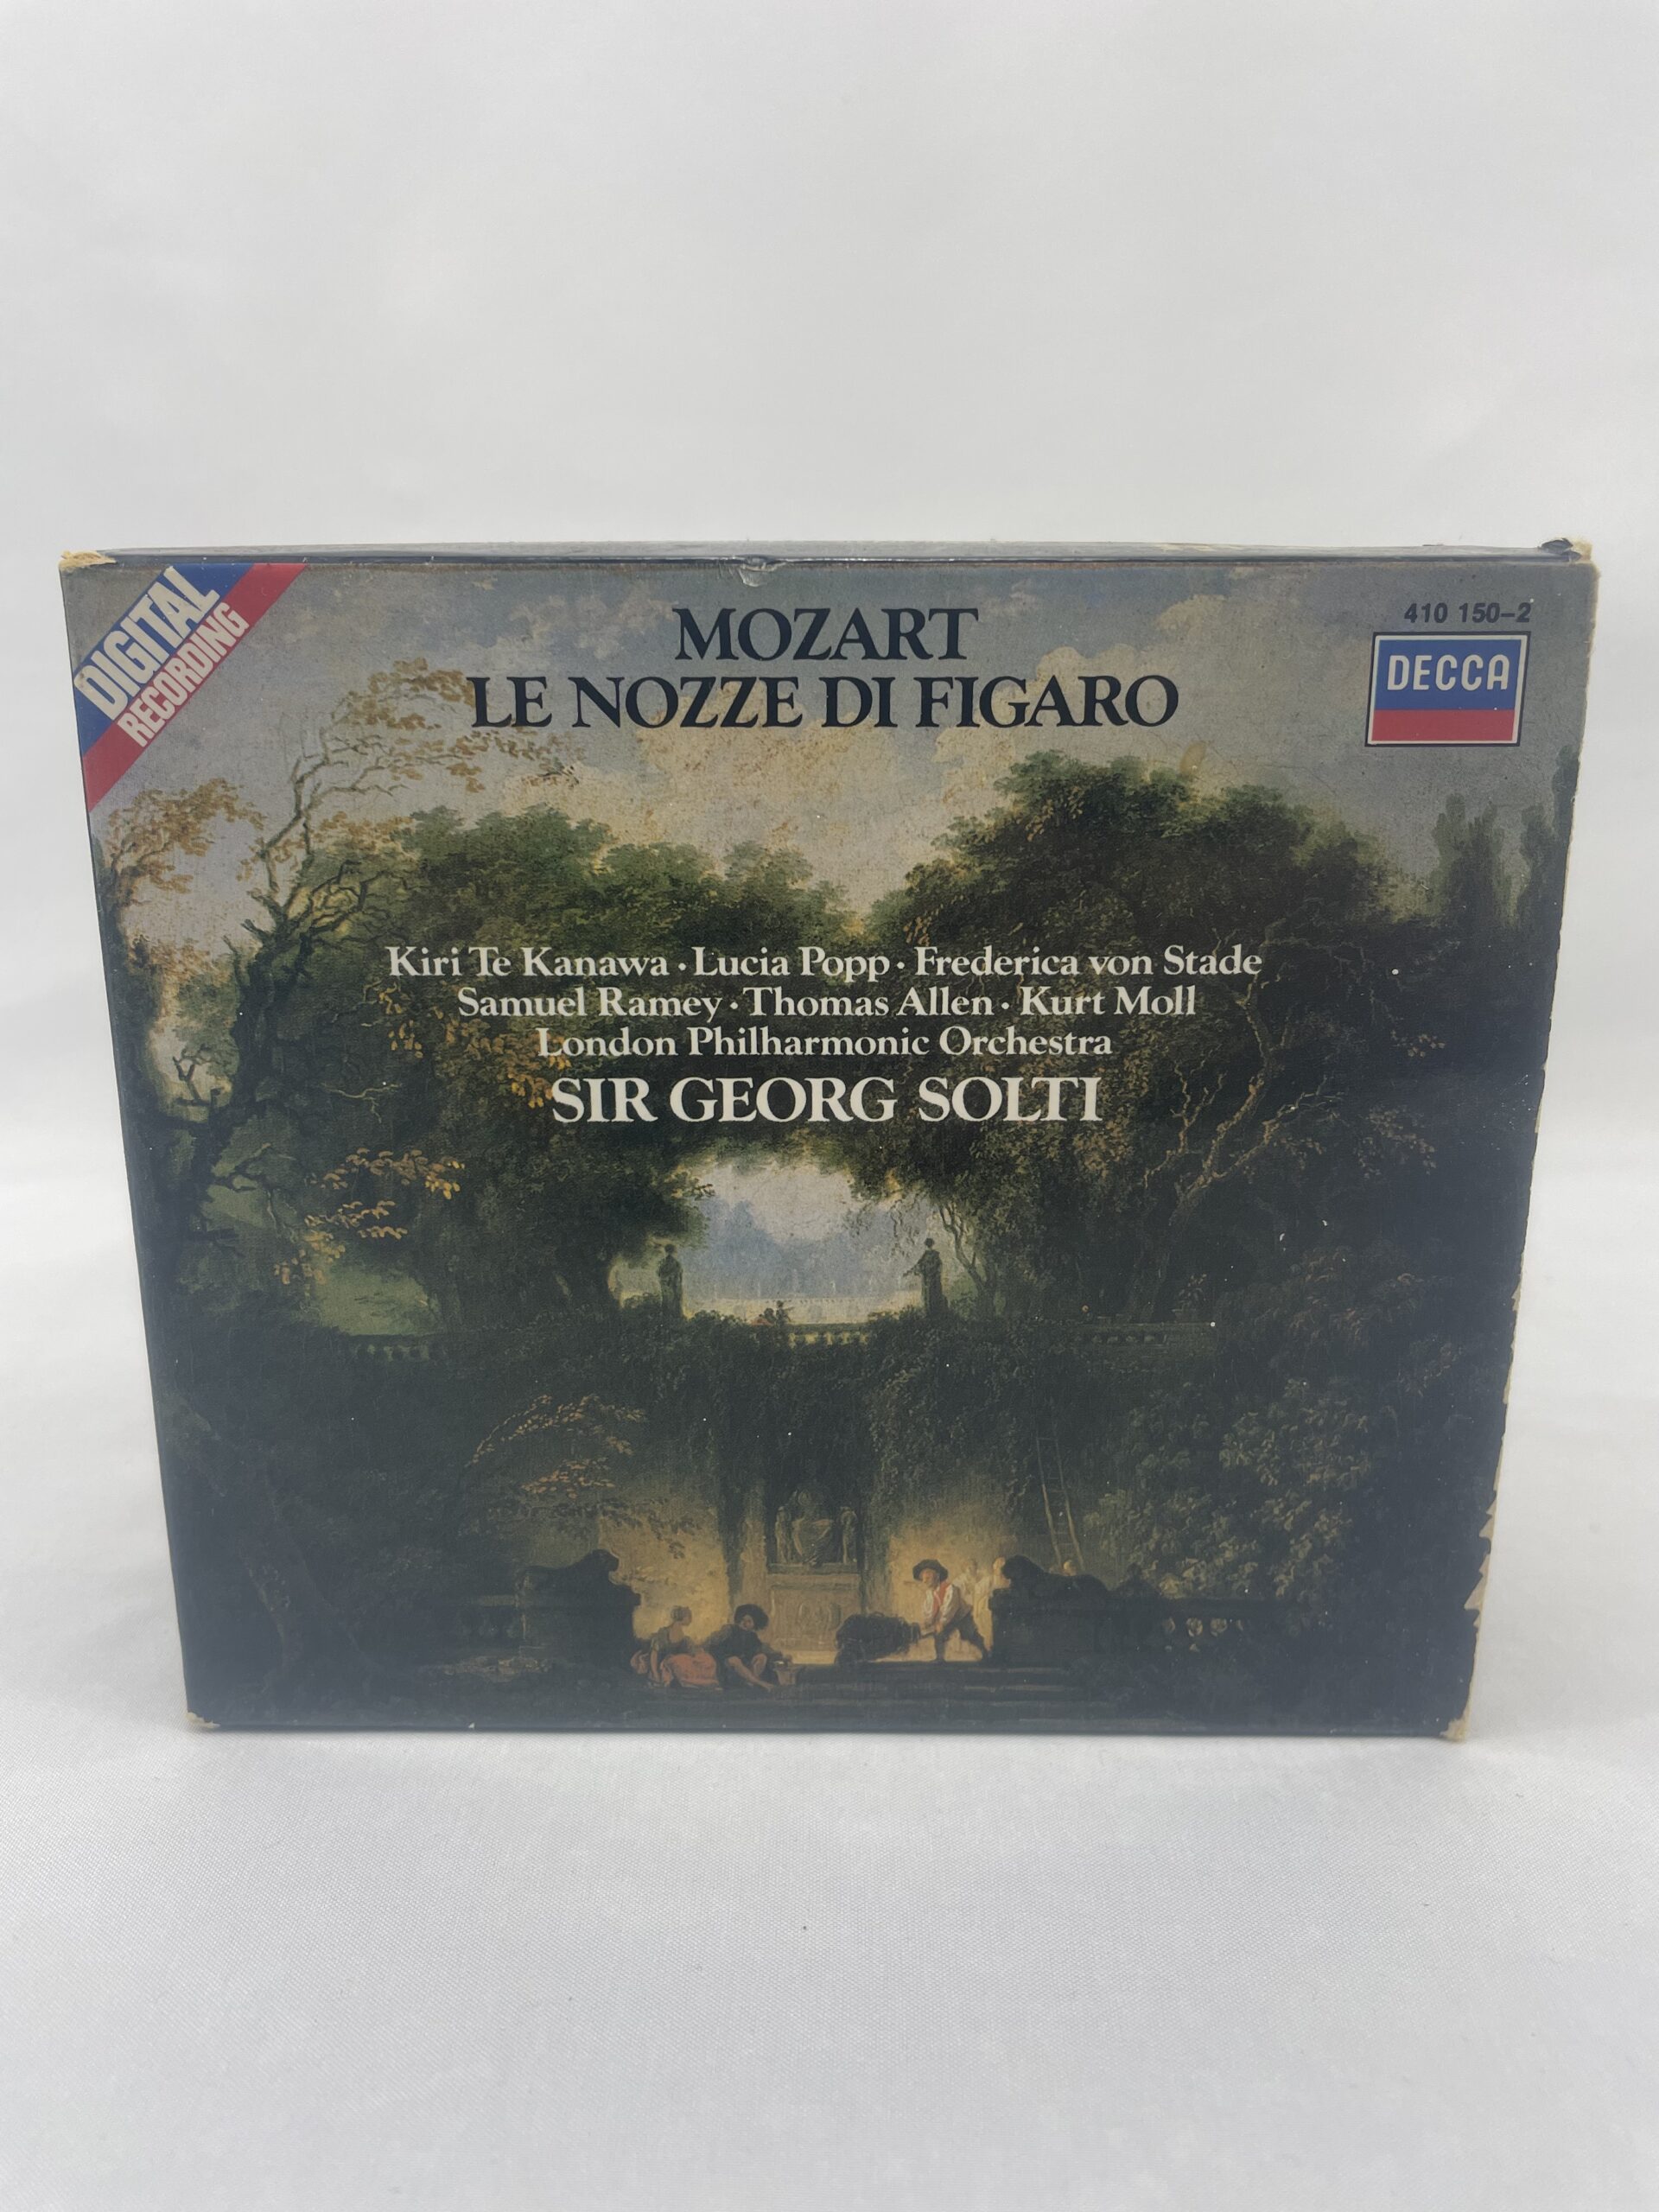 DIGITAL
RECORDING
MOZART
LE NOZZE DI FIGARO
410 150-2
DECCA
Kiri Te Kanawa · Lucia Popp · Frederica von Stade
Samuel Ramey · Thomas Allen · Kurt Moll
London Philharmonic Orchestra
SIR GEORG SOLTI